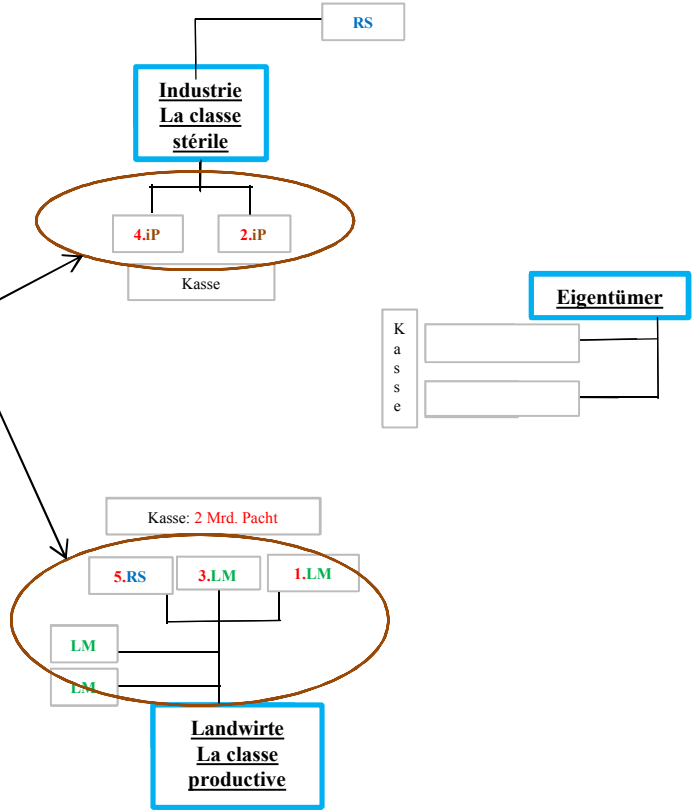 RS
Industrie
La classe
stérile
4.iP
2.iP
Kasse
Eigentümer
K
a
s
s
e
Kasse: 2 Mrd. Pacht
5.RS
3.LM
1.LM
LM
LM
Landwirte
La classe
productive